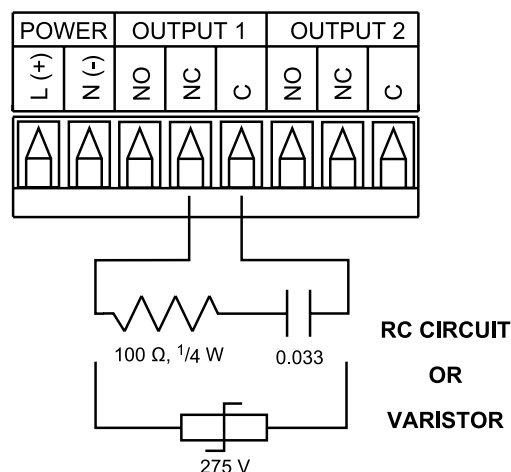 POWER OUTPUT 1 OUTPUT 2
L (+) N (-) NO NC C NO NC C
100 Ω, 1/4 W 0.033
RC CIRCUIT
OR
VARISTOR
275 V